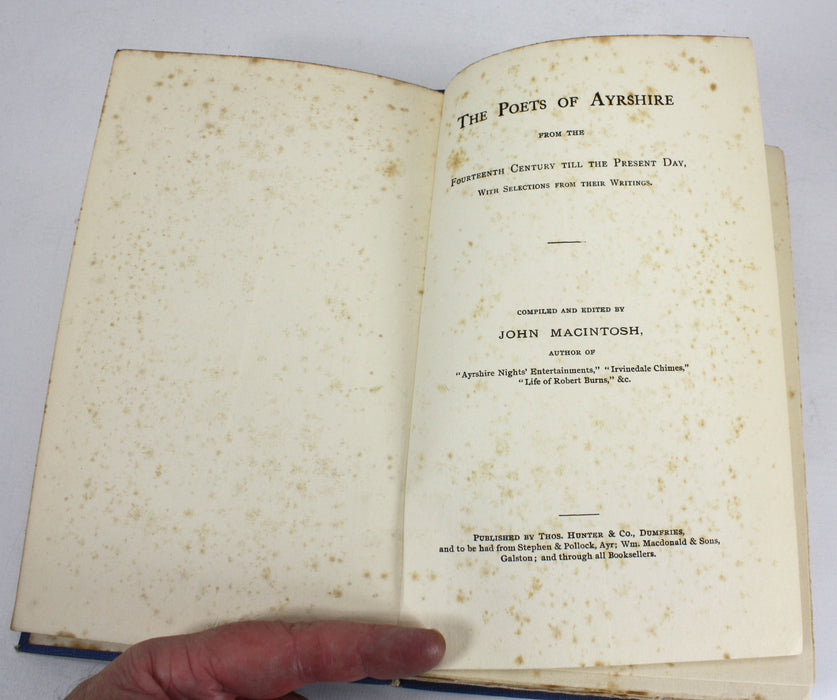 The Poets of Ayrshire
from the
Fourteenth Century till the Present Day,
With Selections from their Writings.
compiled and edited by
JOHN MACINTOSH,
author of
"Ayrshire Nights' Entertainments," "Irvinedale Chimes,"
"Life of Robert Burns," &c.
Published by Thos. Hunter & Co., Dumfries,
and to be had from Stephen & Pollock, Ayr; Wm. Macdonald & Sons,
Galston; and through all Booksellers.